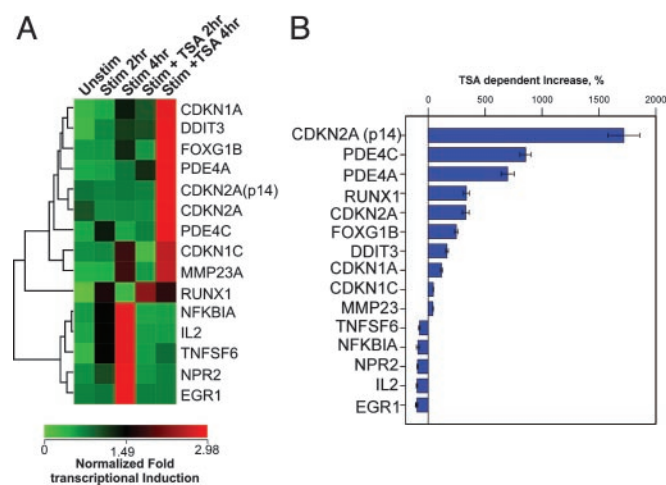 A
Unstim
Stim 2hr
Stim 4hr
Stim + TSA 2hr
Stim +TSA 4hr
CDKN1A
DDIT3
FOXG1B
PDE4A
CDKN2A(p14)
CDKN2A
PDE4C
CDKN1C
MMP23A
RUNX1
NFKBIA
IL2
TNFSF6
NPR2
EGR1
0
1.49
2.98
Normalized Fold
transcriptional Induction
B
TSA dependent Increase, %
0 500 1000 1500 2000
CDKN2A (p14)
PDE4C
PDE4A
RUNX1
CDKN2A
FOXG1B
DDIT3
CDKN1A
CDKN1C
MMP23
TNFSF6
NFKBIA
NPR2
IL2
EGR1